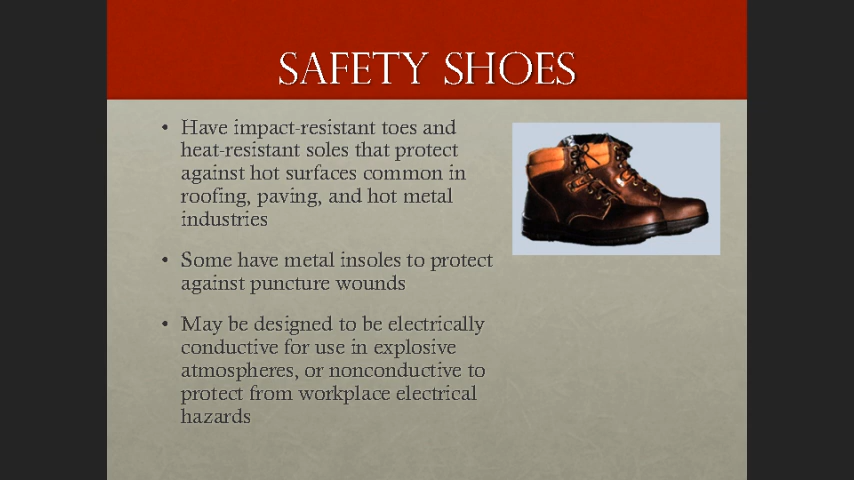 SAFETY SHOES
• Have impact-resistant toes and
heat-resistant soles that protect
against hot surfaces common in
roofing, paving, and hot metal
industries
• Some have metal insoles to protect
against puncture wounds
• May be designed to be electrically
conductive for use in explosive
atmospheres, or nonconductive to
protect from workplace electrical
hazards